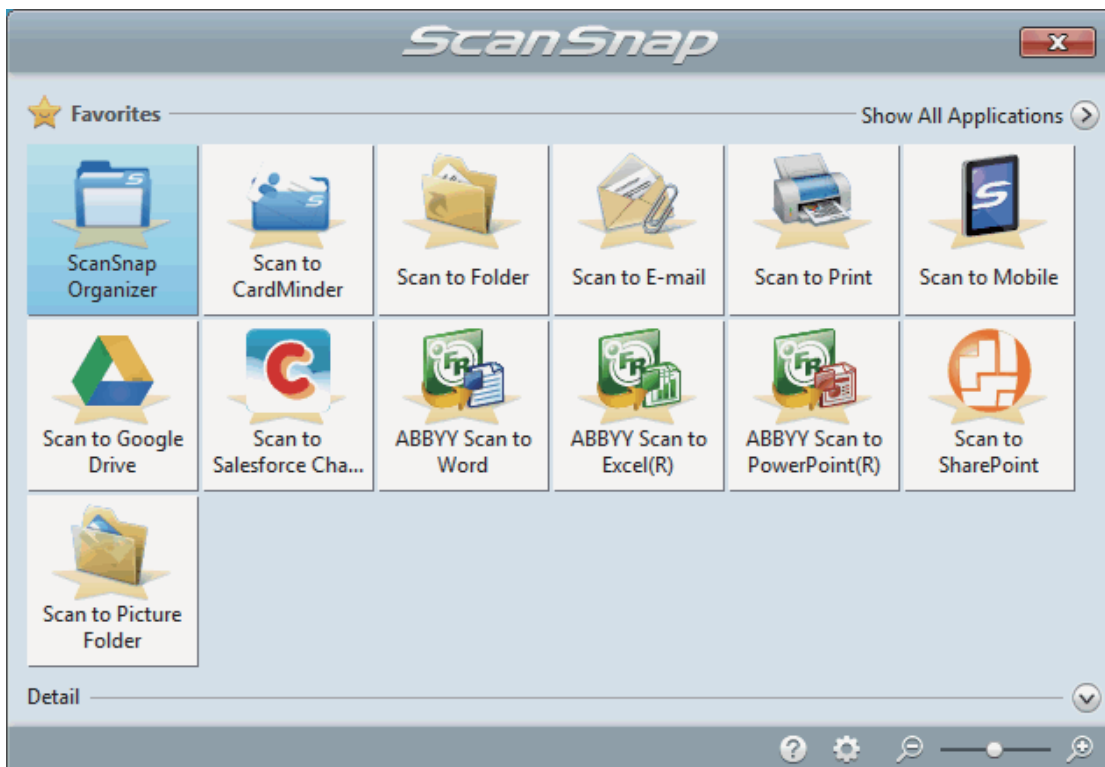 ScanSnap
Favorites
Show All Applications
ScanSnap
Organizer
Scan to
CardMinder
Scan to Folder
Scan to E-mail
Scan to Print
Scan to Mobile
Scan to Google
Drive
Scan to
Salesforce Cha...
ABBYY Scan to
Word
ABBYY Scan to
Excel(R)
ABBYY Scan to
PowerPoint(R)
Scan to
SharePoint
Scan to Picture
Folder
Detail